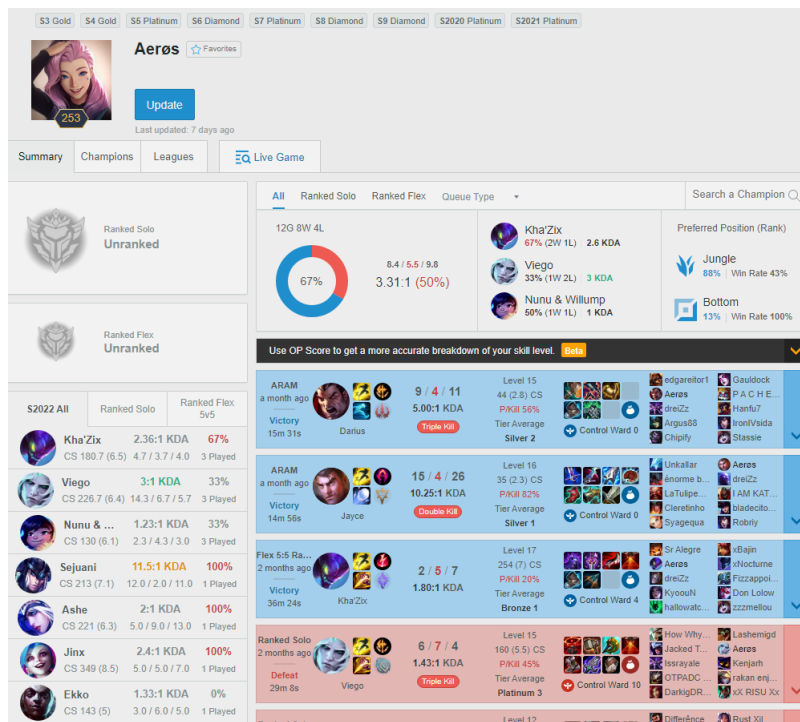 S3 Gold S4 Gold S5 Platinum S6 Diamond S7 Platinum S8 Diamond S9 Diamond S2020 Platinum S2021 Platinum
Aerøs
Favorites
253
Update
Last updated: 7 days ago
Summary Champions Leagues Live Game
Ranked Solo
Unranked
Ranked Flex
Unranked
S2022 All Ranked Solo Ranked Flex 5v5
Kha'Zix 2.36:1 KDA 67%
CS 180.7 (6.5) 4.7 / 3.7 / 4.0 3 Played
Viego 3:1 KDA 33%
CS 226.7 (6.4) 14.3 / 6.7 / 5.7 3 Played
Nunu & ... 1.23:1 KDA 33%
CS 130 (6.1) 2.3 / 4.3 / 3.0 3 Played
Sejuani 11.5:1 KDA 100%
CS 213 (7.1) 12.0 / 2.0 / 11.0 1 Played
Ashe 2:1 KDA 100%
CS 221 (6.3) 5.0 / 9.0 / 13.0 1 Played
Jinx 2.4:1 KDA 100%
CS 349 (8.5) 5.0 / 5.0 / 7.0 1 Played
Ekko 1.33:1 KDA 0%
CS 143 (5) 3.0 / 6.0 / 5.0 1 Played
All Ranked Solo Ranked Flex Queue Type Search a Champion
12G 8W 4L
67%
8.4 / 5.5 / 9.8
3.31:1 (50%)
Kha'Zix
67% (2W 1L) 2.6 KDA
Viego
33% (1W 2L) 3 KDA
Nunu & Willump
50% (1W 1L) 1 KDA
Preferred Position (Rank)
Jungle
88% Win Rate 43%
Bottom
13% Win Rate 100%
Use OP Score to get a more accurate breakdown of your skill level. Beta
ARAM
a month ago
Victory
15m 31s
Darius
9 / 4 / 11
5.00:1 KDA
Triple Kill
Level 15
44 (2.8) CS
P/Kill 56%
Tier Average
Silver 2
Control Ward 0
edgareitor1
Aerøs
dreiZz
Argus88
Chipify
Gauldock
P A C H E...
Hanfu7
IronIVsida
Stassie
ARAM
a month ago
Victory
14m 56s
Jayce
15 / 4 / 26
10.25:1 KDA
Double Kill
Level 16
35 (2.3) CS
P/Kill 82%
Tier Average
Silver 1
Control Ward 0
Unkallar
énorme b...
LaTulipe...
Cleretinho
Syagequa
Aerøs
dreiZz
I AM KAT...
bladecito...
Robriy
Flex 5:5 Ra...
2 months ago
Victory
36m 24s
Kha'Zix
2 / 5 / 7
1.80:1 KDA
Level 17
254 (7) CS
P/Kill 20%
Tier Average
Bronze 1
Control Ward 4
Sr Alegre
Aerøs
dreiZz
KyoouN
hallowatc...
xBajin
xNocturne
Fizzappoi...
Don Lolow
zzzmellou
Ranked Solo
2 months ago
Defeat
29m 8s
Viego
6 / 7 / 4
1.43:1 KDA
Triple Kill
Level 15
160 (5.5) CS
P/Kill 45%
Tier Average
Platinum 3
Control Ward 10
How Why...
Jacked T...
Issrayale
OTPADC ...
DarkigDR...
Lashemigd
Aerøs
Kenjarh
rakan enj...
xX RISU Xx
Level 12
Différence
Rust Xil